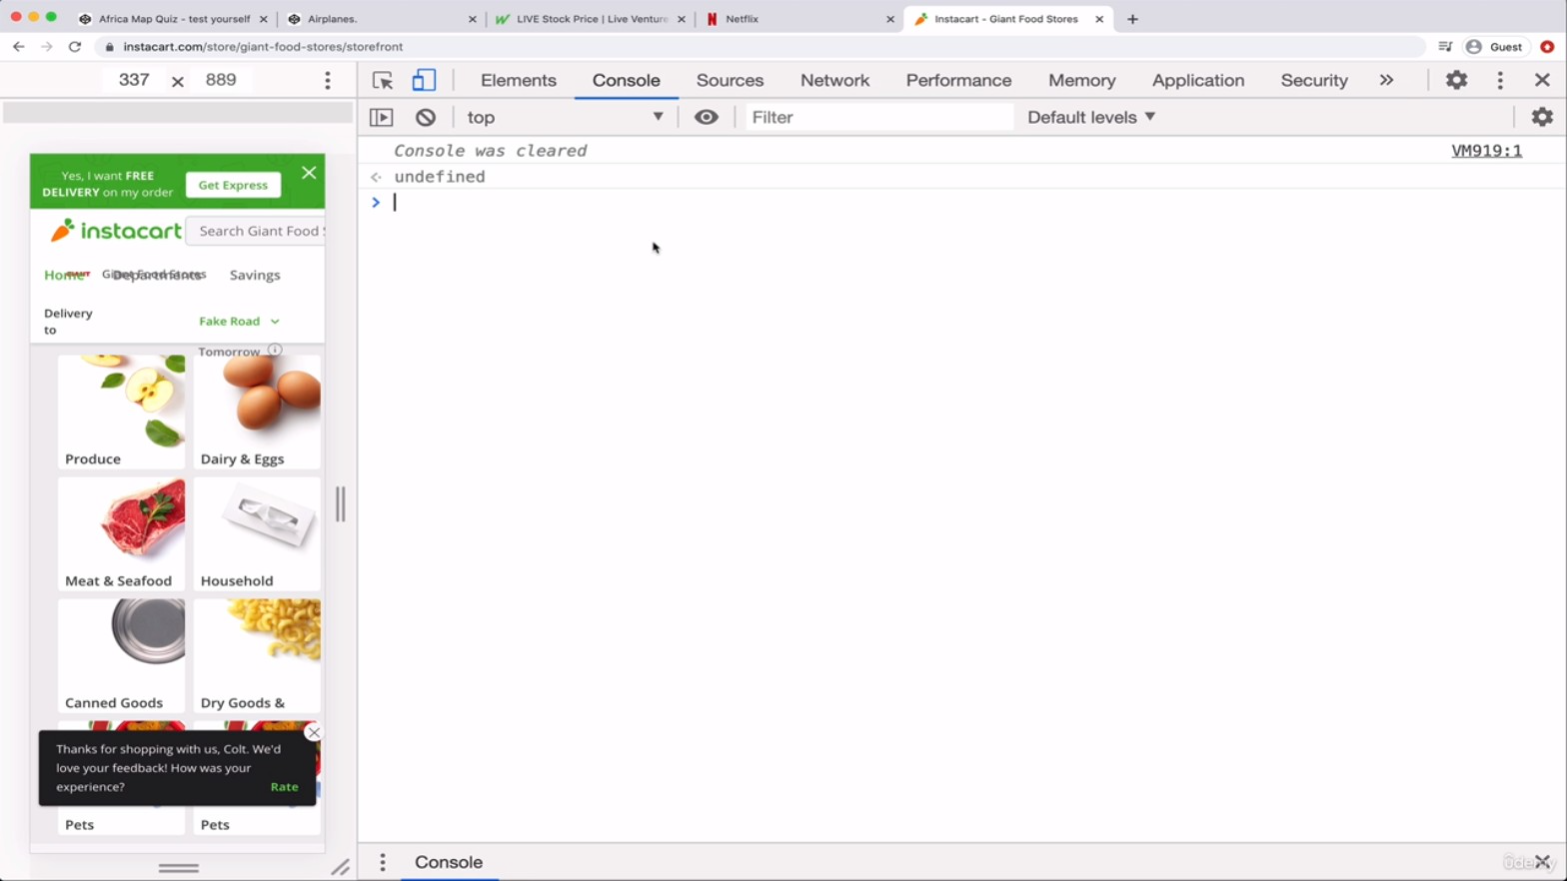 Africa Map Quiz - test yourself
Airplanes.
LIVE Stock Price | Live Venture
Netflix
Instacart - Giant Food Stores
instacart.com/store/giant-food-stores/storefront
Guest
337 × 889
Elements Console Sources Network Performance Memory Application Security
top
Filter
Default levels
Console was cleared
VM919:1
undefined
Yes, I want FREE
DELIVERY on my order
Get Express
instacart
Search Giant Food S
Home
GIANT
Giant Food Stores
Departments
Savings
Delivery
to
Fake Road
Tomorrow
Produce
Dairy & Eggs
Meat & Seafood
Household
Canned Goods
Dry Goods &
Thanks for shopping with us, Colt. We'd
love your feedback! How was your
experience?
Rate
Pets
Pets
Console
ûdemy